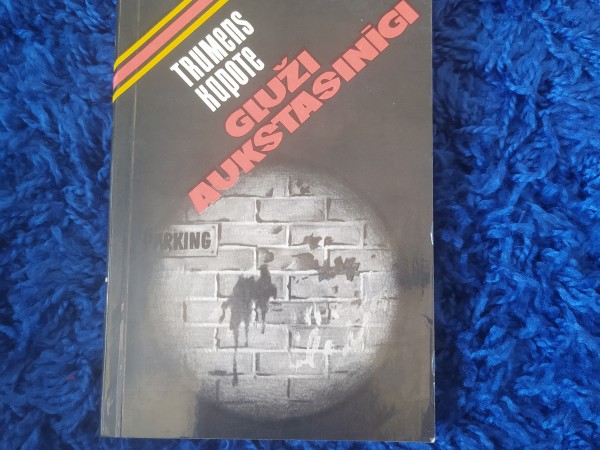 Trumens
Kapote
GLUŽI
AUKSTASINĪGI
PARKING